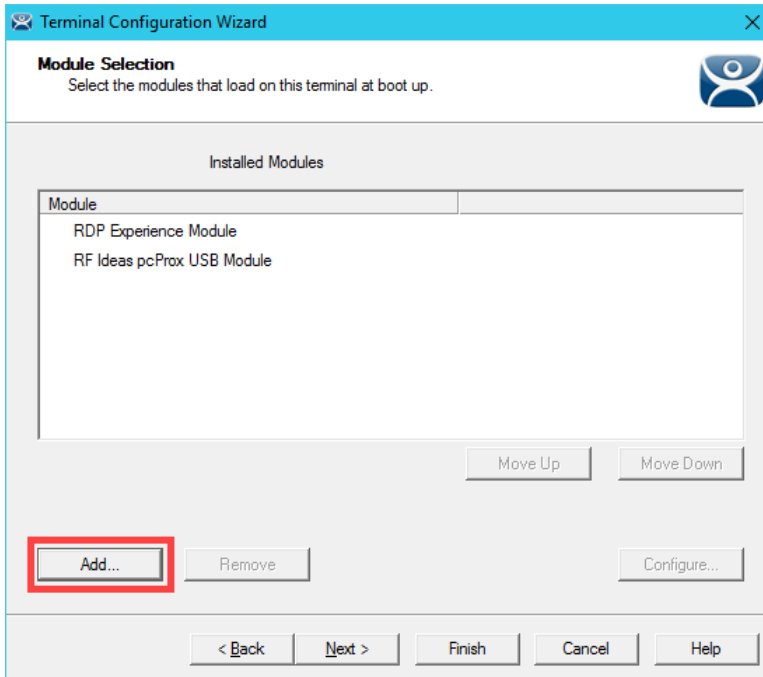 Terminal Configuration Wizard
Module Selection
Select the modules that load on this terminal at boot up.
Installed Modules
Module
RDP Experience Module
RF Ideas pcProx USB Module
Move Up
Move Down
Add...
Remove
Configure...
< Back
Next >
Finish
Cancel
Help